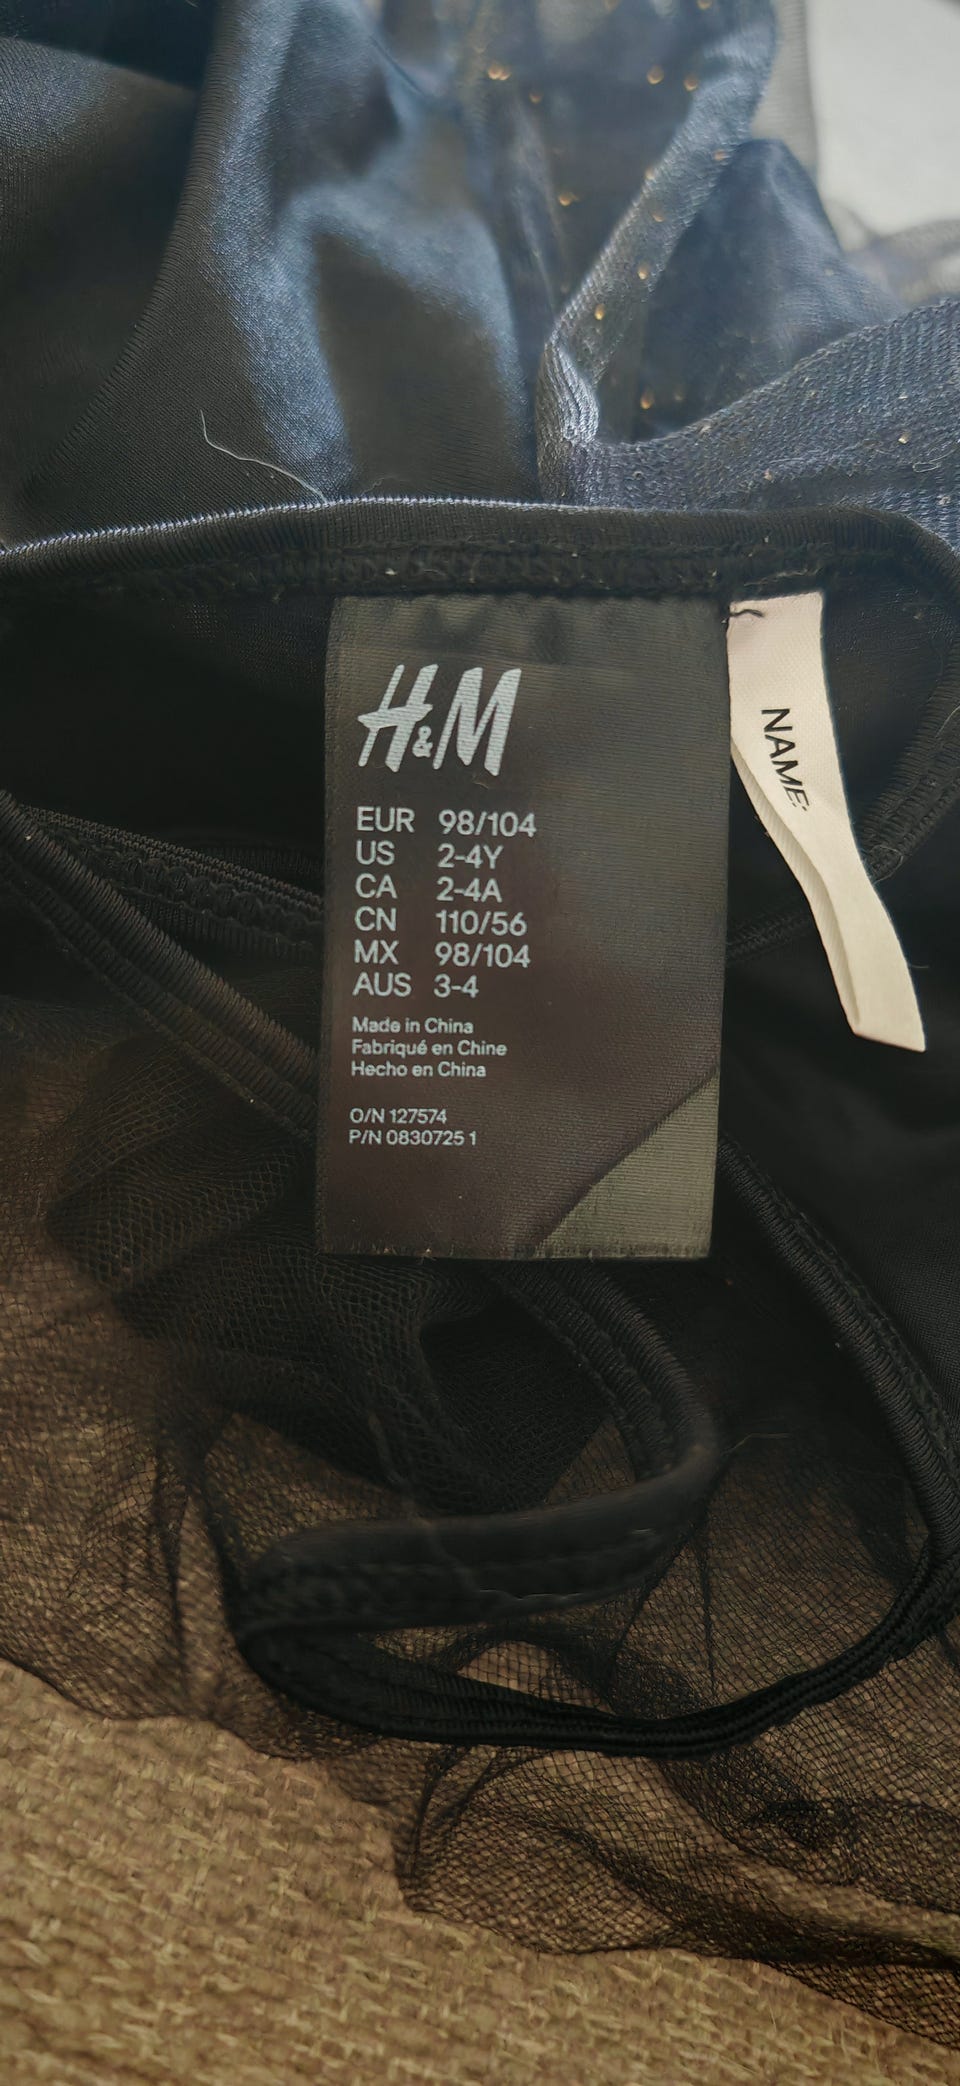 H&M
EUR 98/104
US 2-4Y
CA 2-4A
CN 110/56
MX 98/104
AUS 3-4
Made in China
Fabriqué en Chine
Hecho en China
O/N 127574
P/N 0830725 1
NAME: